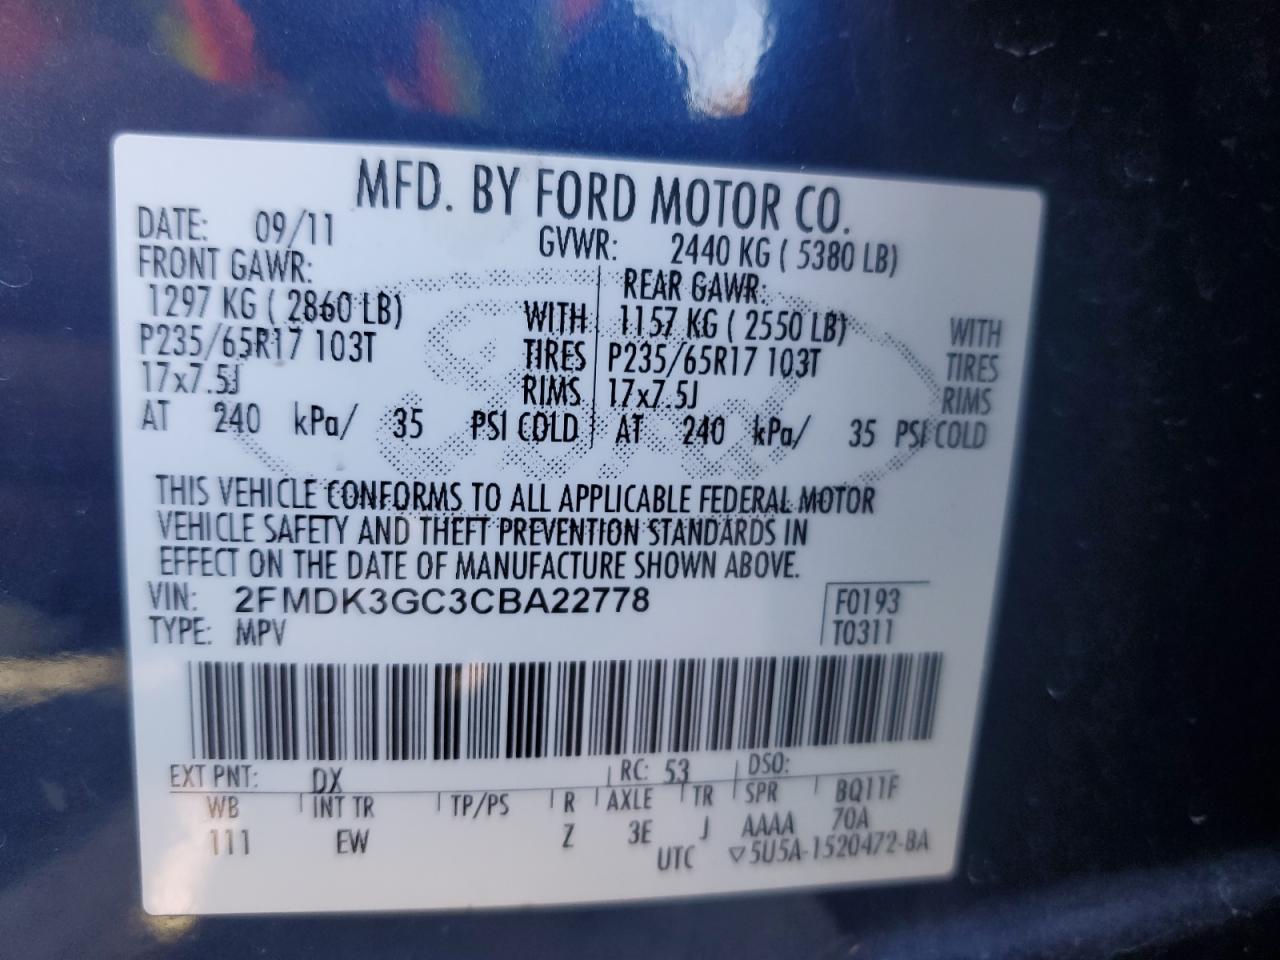 MFD. BY FORD MOTOR CO.
DATE: 09/11 GVWR: 2440 KG ( 5380 LB)
FRONT GAWR: REAR GAWR:
1297 KG ( 2860 LB) WITH 1157 KG ( 2550 LB) WITH
P235/65R17 103T TIRES P235/65R17 103T TIRES
17x7.5J RIMS 17x7.5J RIMS
AT 240 kPa/ 35 PSI COLD AT 240 kPa/ 35 PSI COLD
THIS VEHICLE CONFORMS TO ALL APPLICABLE FEDERAL MOTOR
VEHICLE SAFETY AND THEFT PREVENTION STANDARDS IN
EFFECT ON THE DATE OF MANUFACTURE SHOWN ABOVE.
VIN: 2FMDK3GC3CBA22778 F0193
TYPE: MPV T0311
EXT PNT: DX RC: 53 DSO:
WB INT TR TP/PS R AXLE TR SPR BQ11F
111 EW Z 3E J AAAA 70A
UTC ▽5U5A-1520472-BA